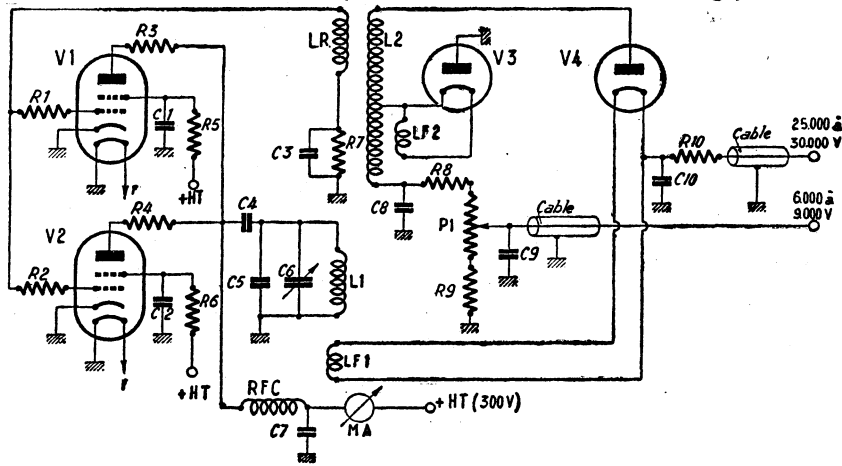 R3
LR
L2
V1
V3
V4
R1
C1
R5
25.000 à
30.000 V
Cable
R10
LF2
C10
C3
R7
+HT
F
R8
6.000 à
9.000 V
R4
C4
C8
P1
Cable
V2
C9
C5
C6
L1
R2
C2
R6
R9
F
+HT
LF1
RFC
+HT (300V)
C7
MA